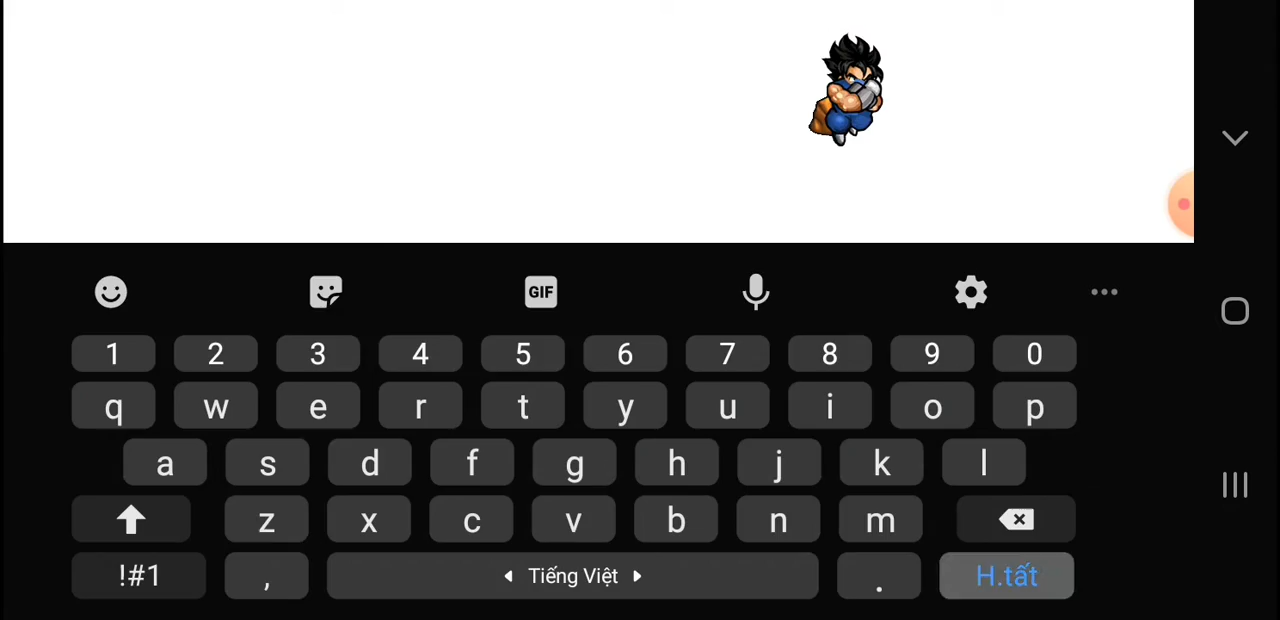 GIF
1 2 3 4 5 6 7 8 9 0
q w e r t y u i o p
a s d f g h j k l
z x c v b n m
!#1 , Tiếng Việt . H.tất